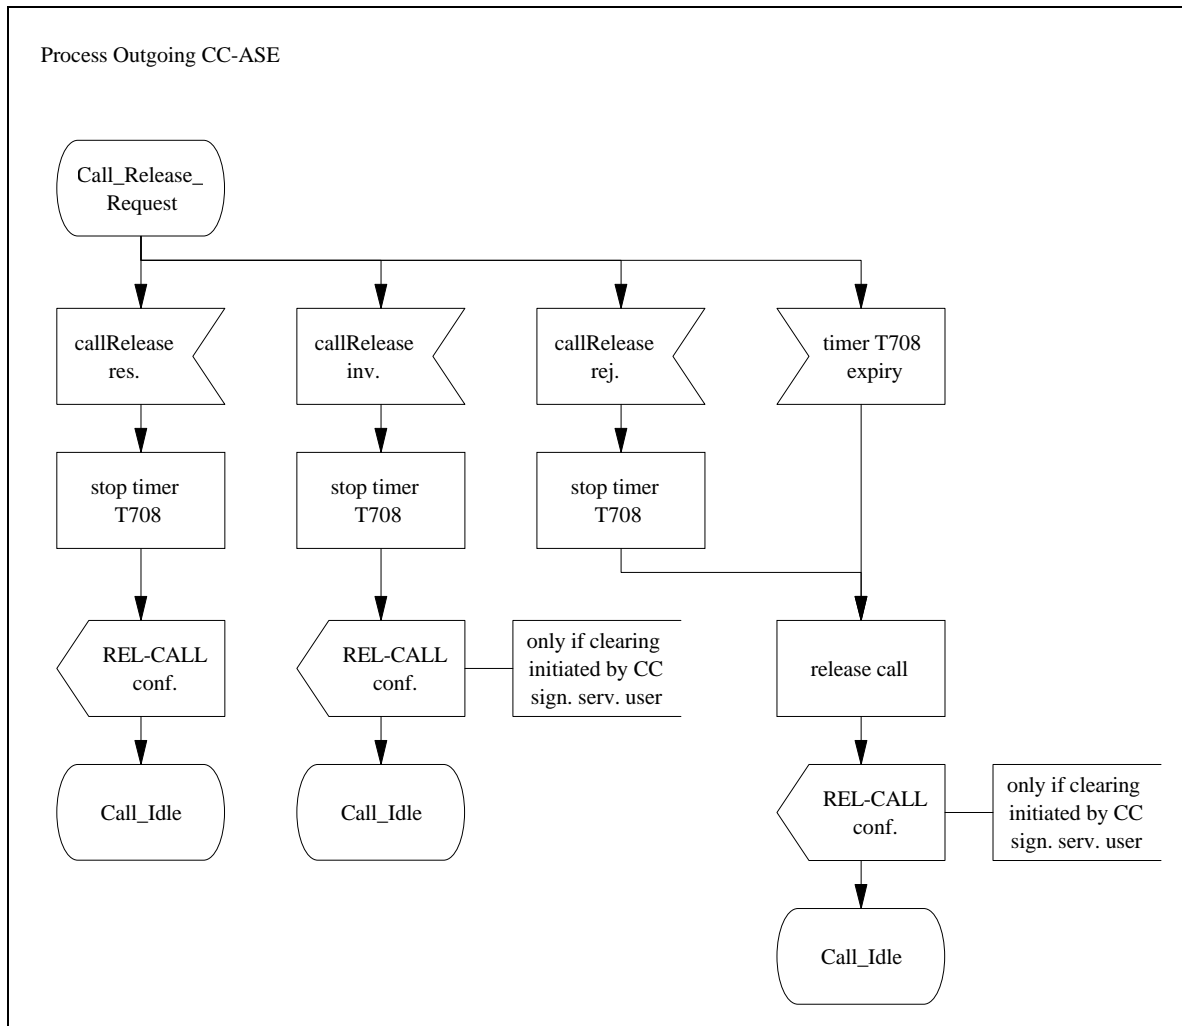 Process Outgoing CC-ASE
Call_Release_
Request
callRelease
res.
callRelease
inv.
callRelease
rej.
timer T708
expiry
stop timer
T708
stop timer
T708
stop timer
T708
REL-CALL
conf.
REL-CALL
conf.
only if clearing
initiated by CC
sign. serv. user
release call
Call_Idle
Call_Idle
REL-CALL
conf.
only if clearing
initiated by CC
sign. serv. user
Call_Idle